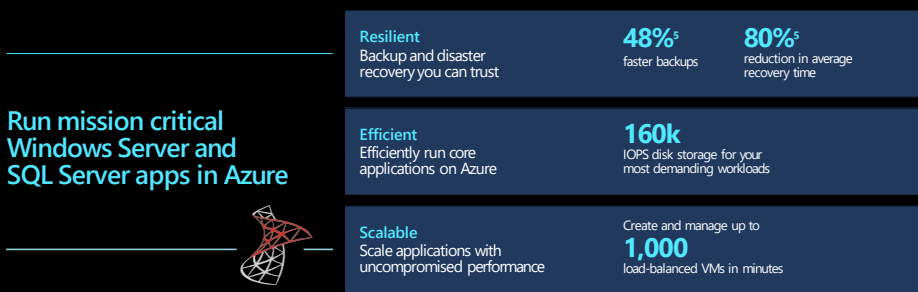 Run mission critical
Windows Server and
SQL Server apps in Azure
Resilient
Backup and disaster
recovery you can trust
48%5
faster backups
80%5
reduction in average
recovery time
Efficient
Efficiently run core
applications on Azure
160k
IOPS disk storage for your
most demanding workloads
Scalable
Scale applications with
uncompromised performance
Create and manage up to
1,000
load-balanced VMs in minutes